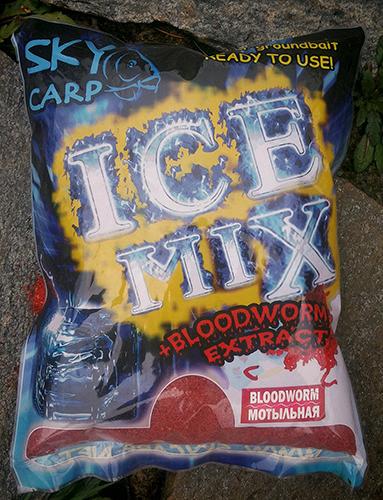 SKY
CARP
groundbait
READY TO USE!
ICE
MIX
+BLOODWORM
EXTRACT
BLOODWORM
МОТЫЛЬНАЯ